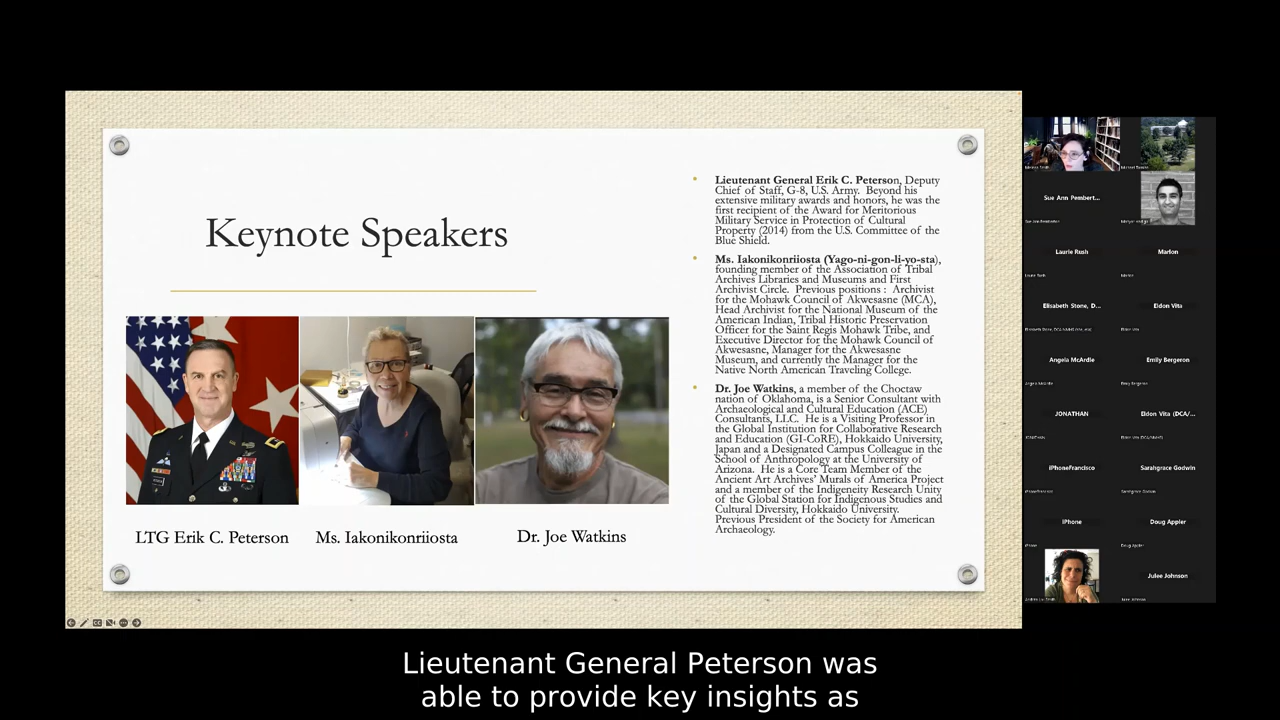 Keynote Speakers
LTG Erik C. Peterson
Ms. Iakonikonriiosta
Dr. Joe Watkins
Lieutenant General Erik C. Peterson, Deputy
Chief of Staff, G-8, U.S. Army. Beyond his
extensive military awards and honors, he was the
first recipient of the Award for Meritorious
Military Service in Protection of Cultural
Property (2014) from the U.S. Committee of the
Blue Shield.
Ms. Iakonikonriiosta (Yago-ni-gon-li-yo-sta),
founding member of the Association of Tribal
Archives Libraries and Museums and First
Archivist Circle. Previous positions : Archivist
for the Mohawk Council of Akwesasne (MCA),
Head Archivist for the National Museum of the
American Indian, Tribal Historic Preservation
Officer for the Saint Regis Mohawk Tribe, and
Executive Director for the Mohawk Council of
Akwesasne, Manager for the Akwesasne
Museum, and currently the Manager for the
Native North American Traveling College.
Dr. Joe Watkins, a member of the Choctaw
nation of Oklahoma, is a Senior Consultant with
Archaeological and Cultural Education (ACE)
Consultants, LLC. He is a Visiting Professor in
the Global Institution for Collaborative Research
and Education (GI-CoRE), Hokkaido University,
Japan and a Designated Campus Colleague in the
School of Anthropology at the University of
Arizona. He is a Core Team Member of the
Ancient Art Archives' Murals of America Project
and a member of the Indigeneity Research Unity
of the Global Station for Indigenous Studies and
Cultural Diversity, Hokkaido University.
Previous President of the Society for American
Archaeology.
Sue Ann Pembert...
Laurie Rush
Marlon
Elisabeth Stone, D...
Eldon Vita
Angela McArdle
Emily Bergeron
JONATHAN
Eldon Vita (DCA/...
iPhoneFrancisco
Sarahgrace Godwin
iPhone
Doug Appler
Julee Johnson
Lieutenant General Peterson was
able to provide key insights as